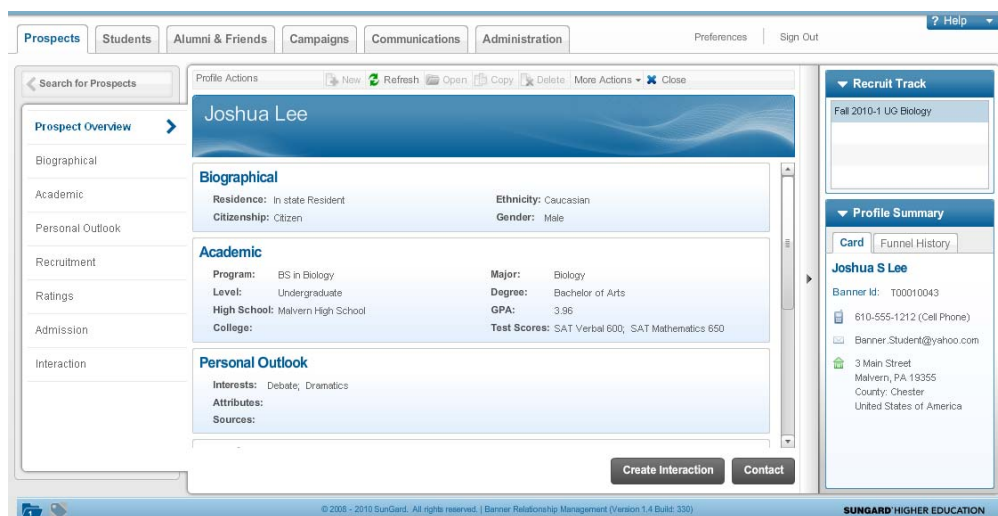 ? Help
Prospects Students Alumni & Friends Campaigns Communications Administration Preferences Sign Out
Search for Prospects
Prospect Overview
Biographical
Academic
Personal Outlook
Recruitment
Ratings
Admission
Interaction
Profile Actions New Refresh Open Copy Delete More Actions Close
Joshua Lee
Biographical
Residence: In state Resident Ethnicity: Caucasian
Citizenship: Citizen Gender: Male
Academic
Program: BS in Biology Major: Biology
Level: Undergraduate Degree: Bachelor of Arts
High School: Malvern High School GPA: 3.96
College: Test Scores: SAT Verbal 600; SAT Mathematics 650
Personal Outlook
Interests: Debate; Dramatics
Attributes:
Sources:
Create Interaction Contact
Recruit Track
Fall 2010-1 UG Biology
Profile Summary
Card Funnel History
Joshua S Lee
Banner Id: T00010043
610-555-1212 (Cell Phone)
Banner.Student@yahoo.com
3 Main Street
Malvern, PA 19355
County: Chester
United States of America
1
© 2008 - 2010 SunGard. All rights reserved. | Banner Relationship Management (Version 1.4 Build: 330)
SUNGARD' HIGHER EDUCATION